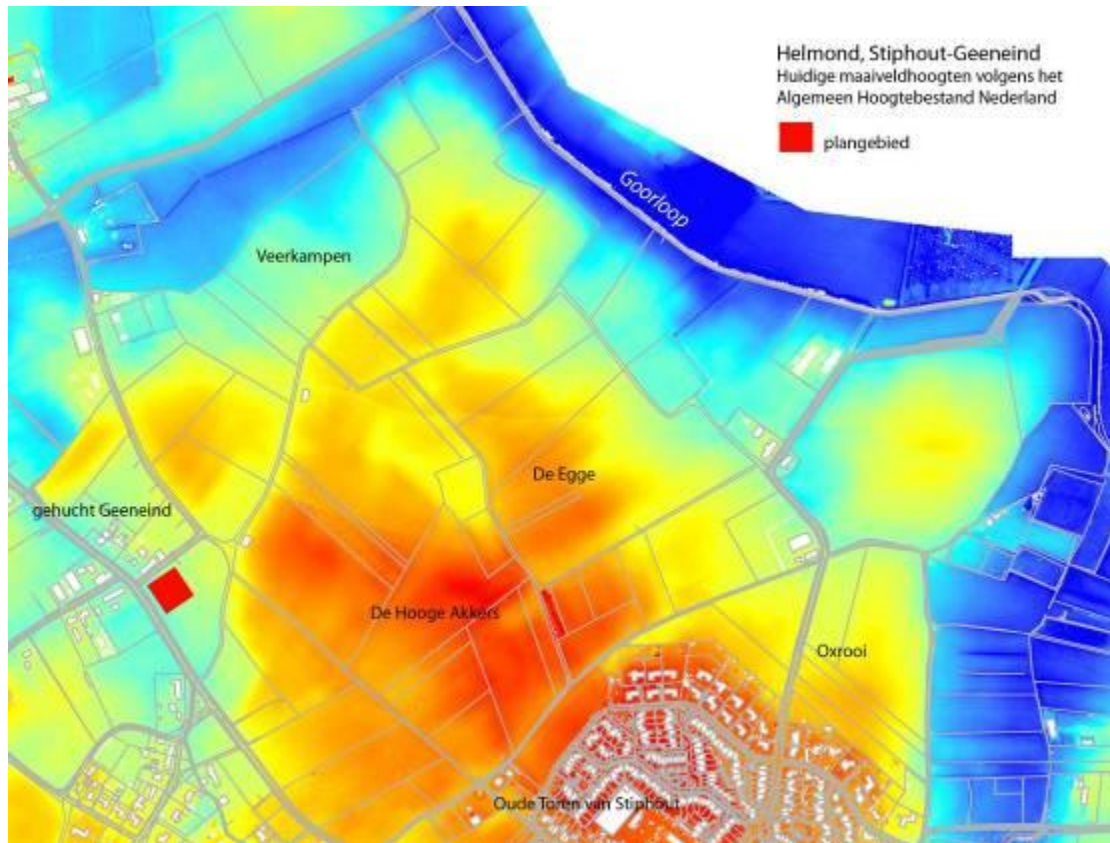 Helmond, Stiphout-Geeneind
Huidige maaiveldhoogten volgens het
Algemeen Hoogtebestand Nederland
plangebied
Goorloop
Veerkampen
De Egge
gehucht Geeneind
De Hooge Akkers
Oxrooi
Oude Toren van Stiphout